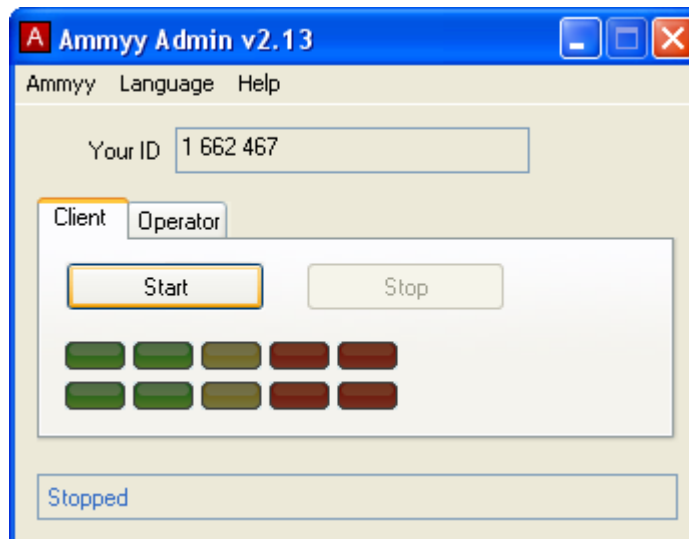 A Ammyy Admin v2.13
Ammyy Language Help
Your ID 1 662 467
Client Operator
Start Stop
Stopped